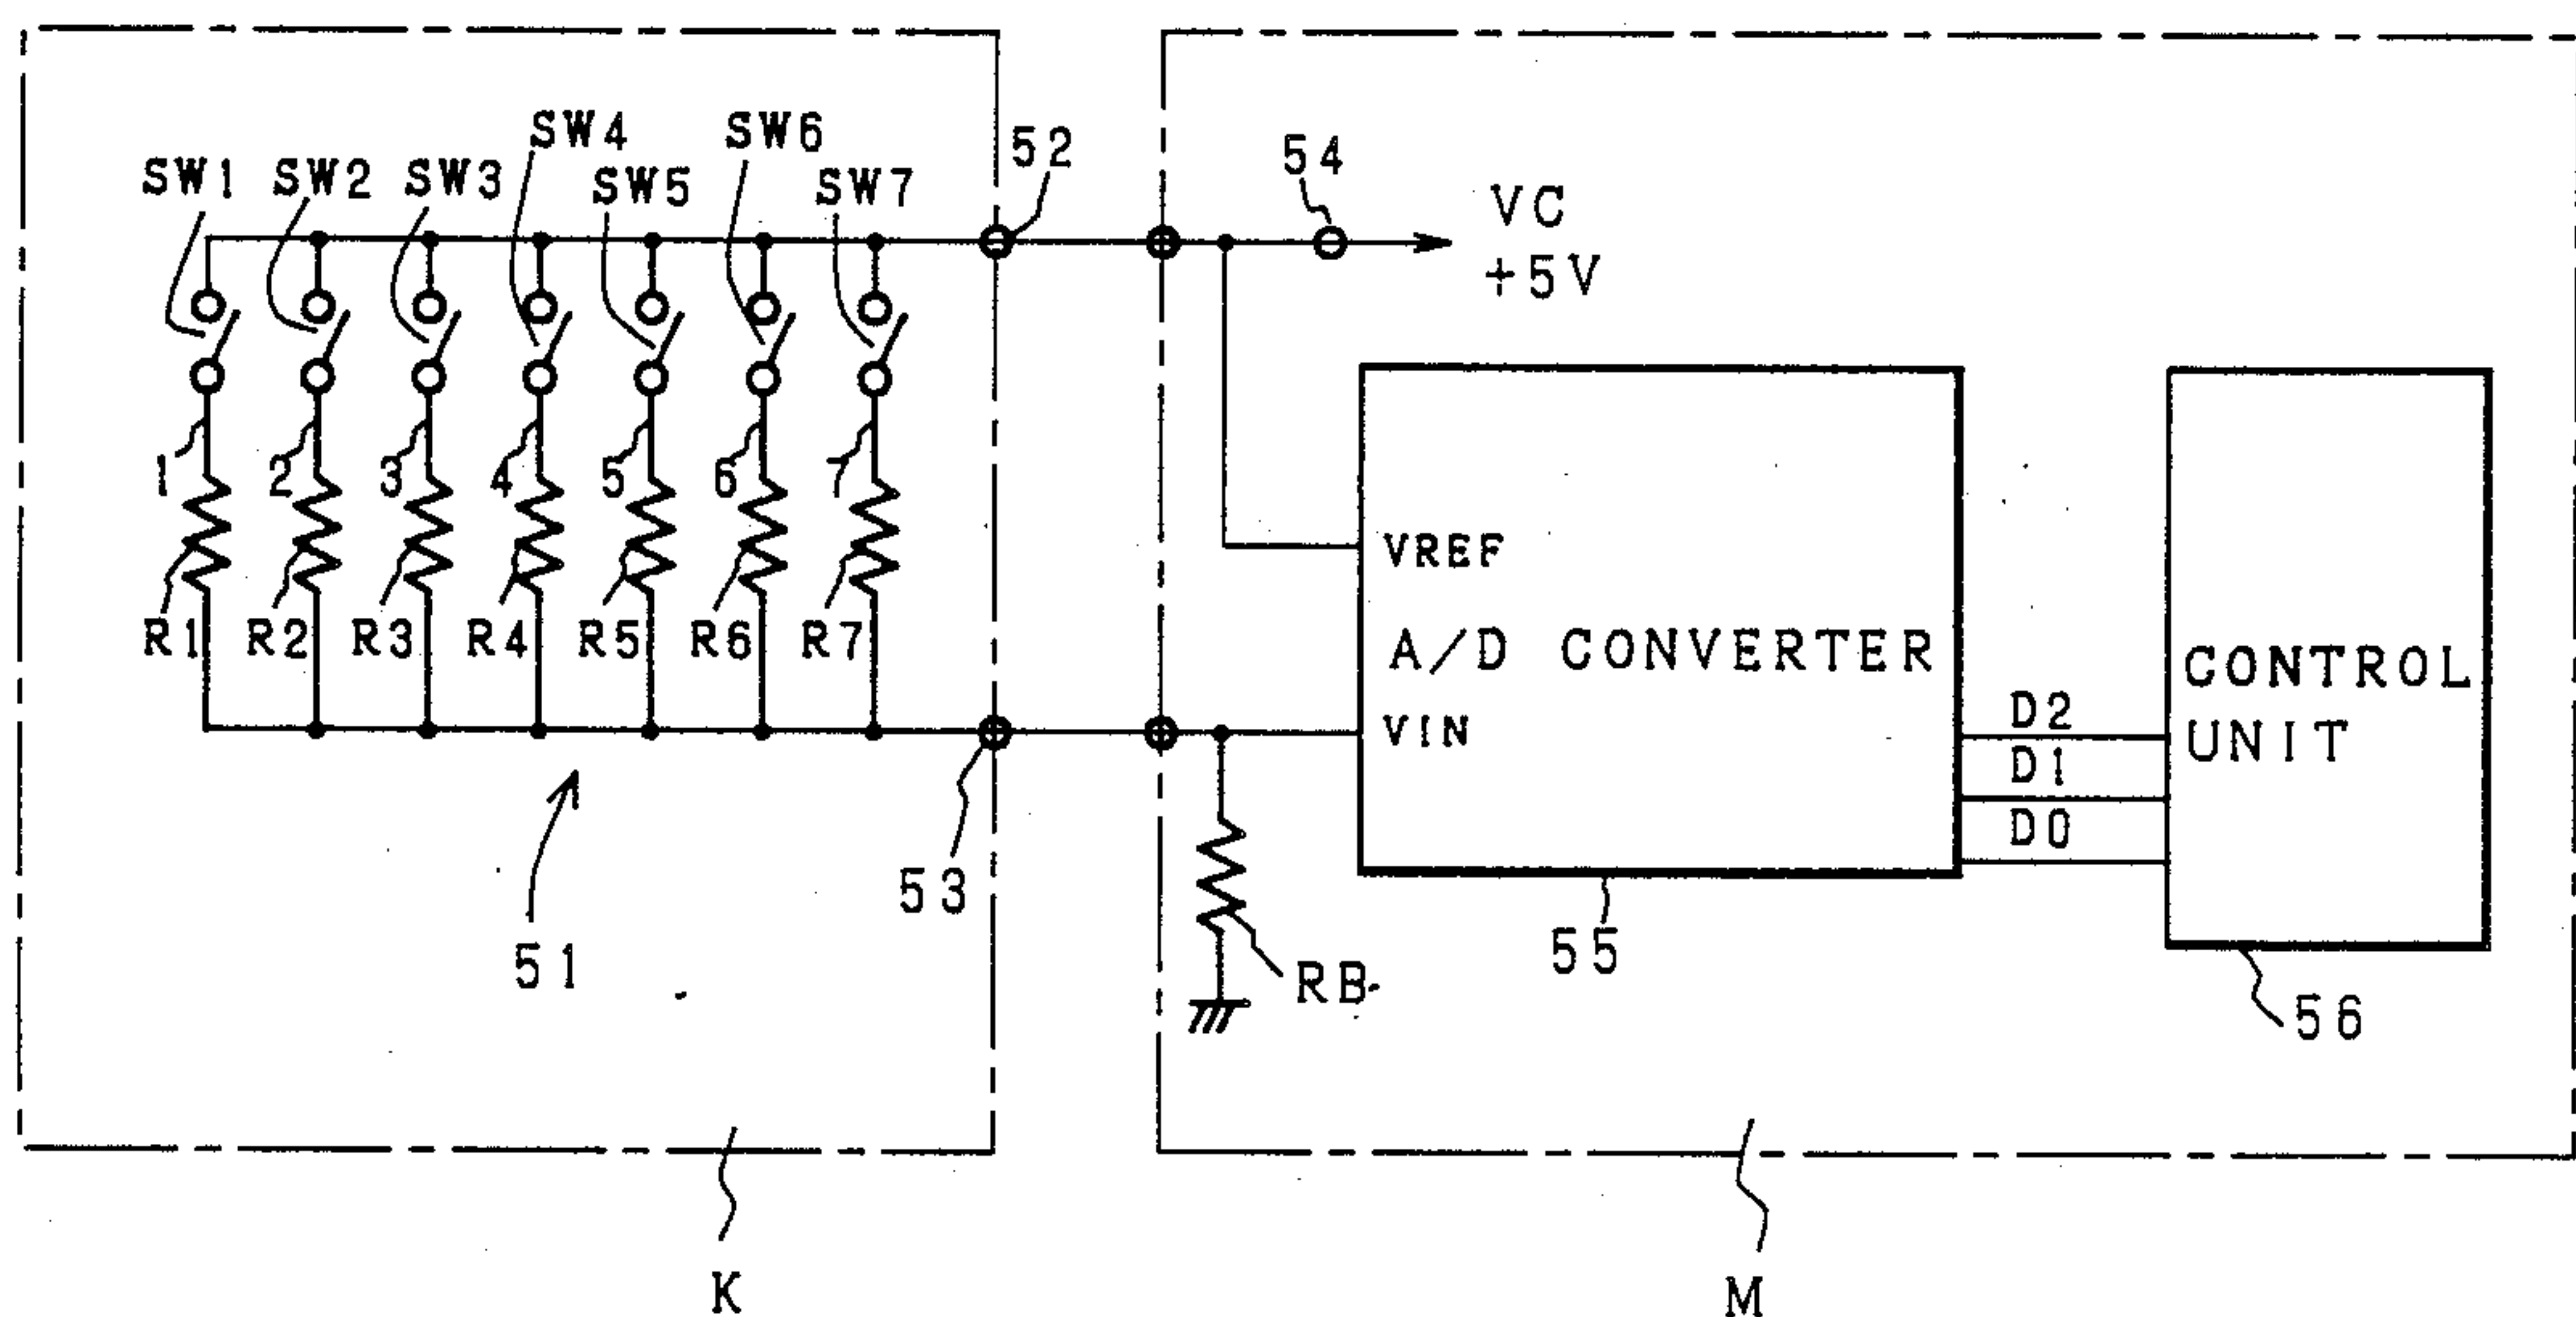 SW1
SW2
SW3
SW4
SW5
SW6
SW7
52
54
VC
+5V
1
2
3
4
5
6
7
R1
R2
R3
R4
R5
R6
R7
VREF
A/D CONVERTER
VIN
D2
D1
D0
CONTROL
UNIT
51
53
RB
55
56
K
M